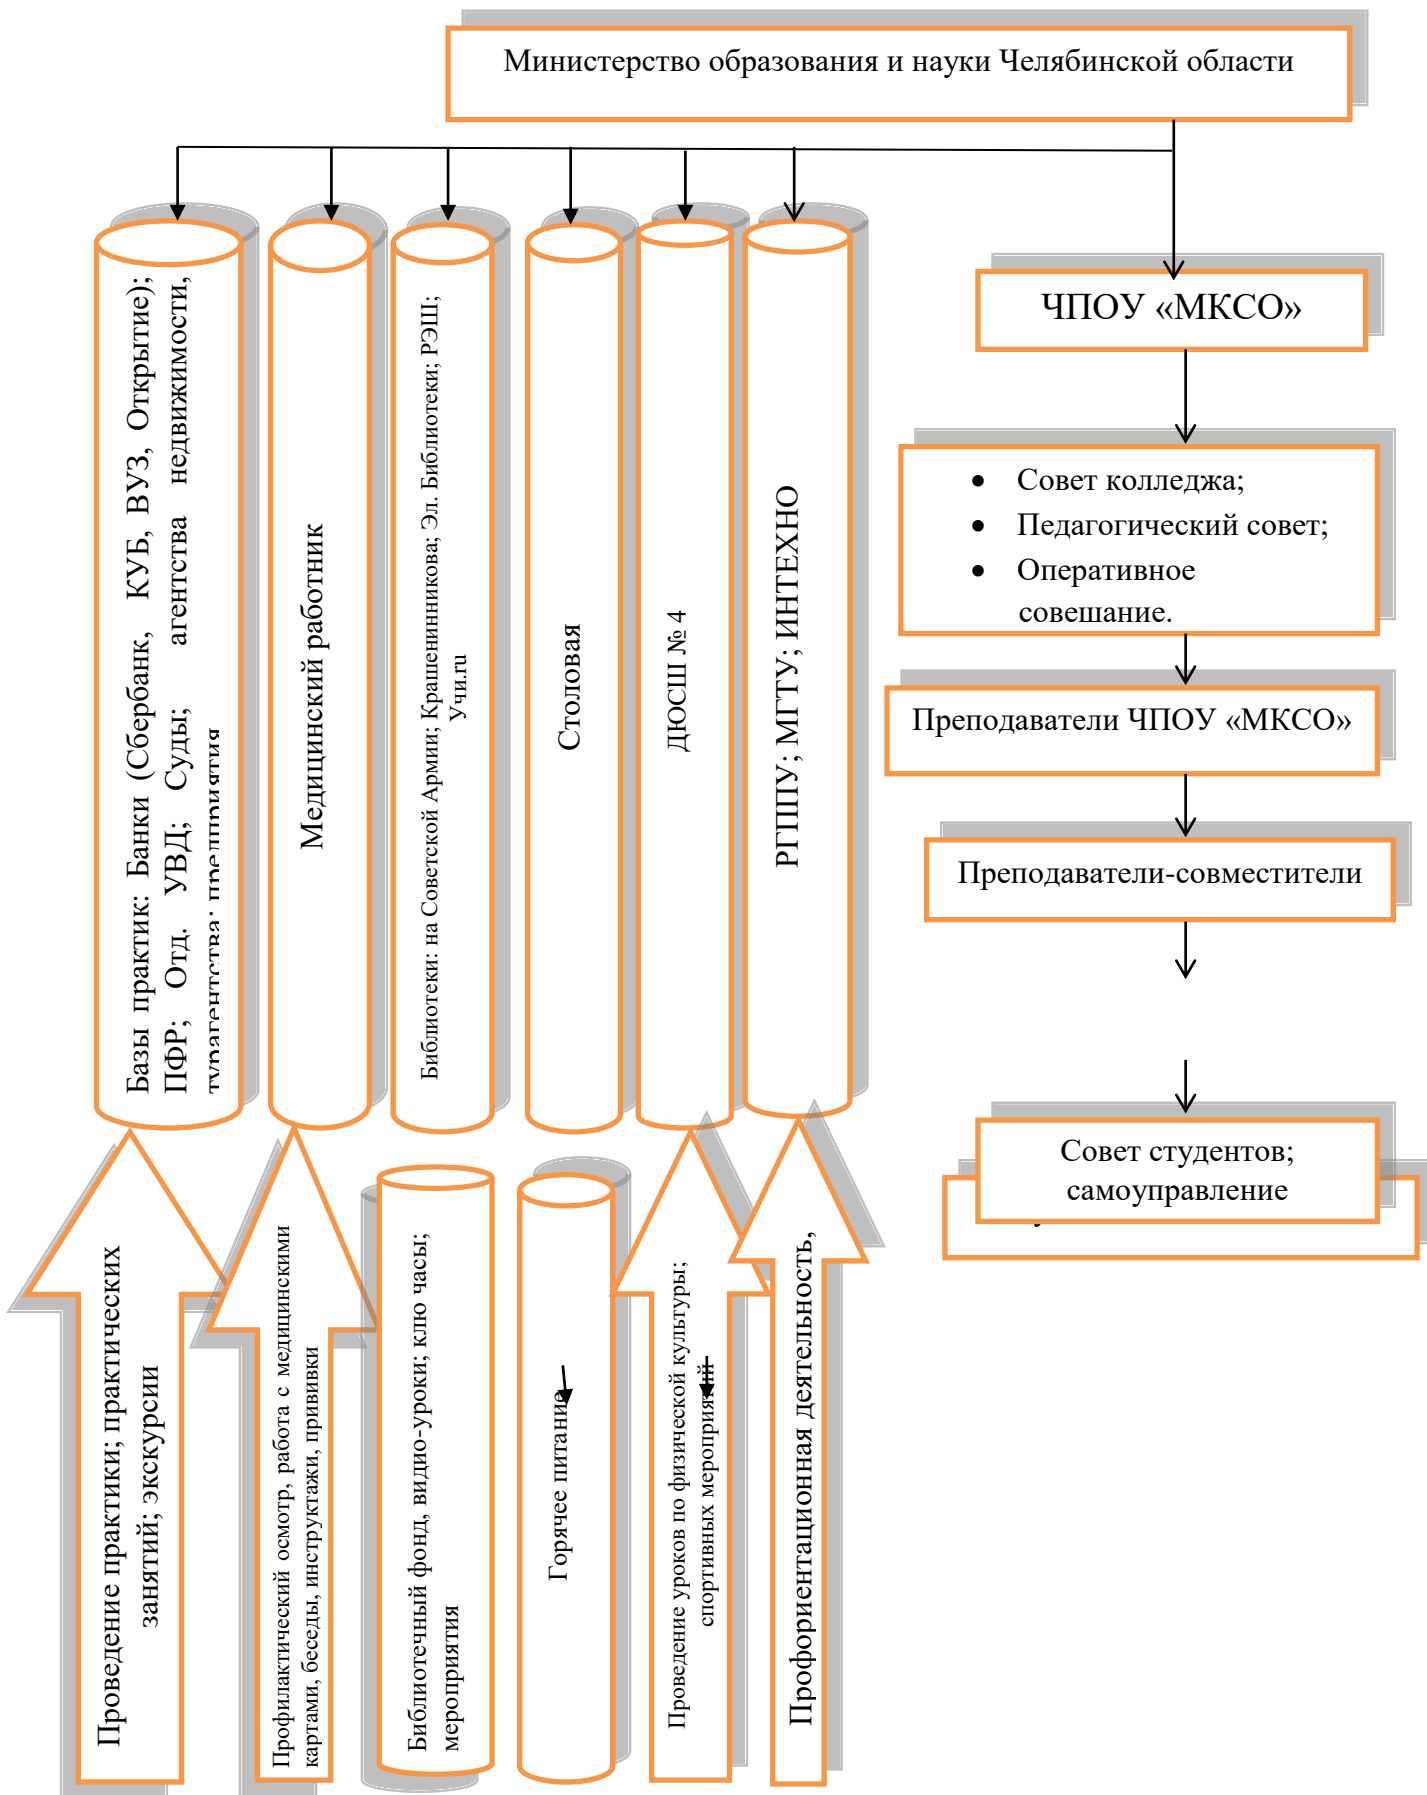 Министерство образования и науки Челябинской области
Базы практик: Банки (Сбербанк, КУБ, ВУЗ, Открытие);
ПФР; Отд. УВД; Суды; агентства недвижимости,
турагентства; предприятия
Медицинский работник
Библиотеки: на Советской Армии; Крашенинникова; Эл. Библиотеки; РЭШ;
Учи.ru
Столовая
ДЮСШ № 4
РГППУ; МГТУ; ИНТЕХНО
ЧПОУ «МКСО»
• Совет колледжа;
• Педагогический совет;
• Оперативное
совешание.
Преподаватели ЧПОУ «МКСО»
Преподаватели-совместители
Совет студентов;
самоуправление
Проведение практики; практических
занятий; экскурсии
Профилактический осмотр, работа с медицинскими
картами, беседы, инструктажи, прививки
Библиотечный фонд, видио-уроки; клю часы;
мероприятия
Горячее питание
Проведение уроков по физической культуры;
спортивных мероприятий
Профориентационная деятельность,